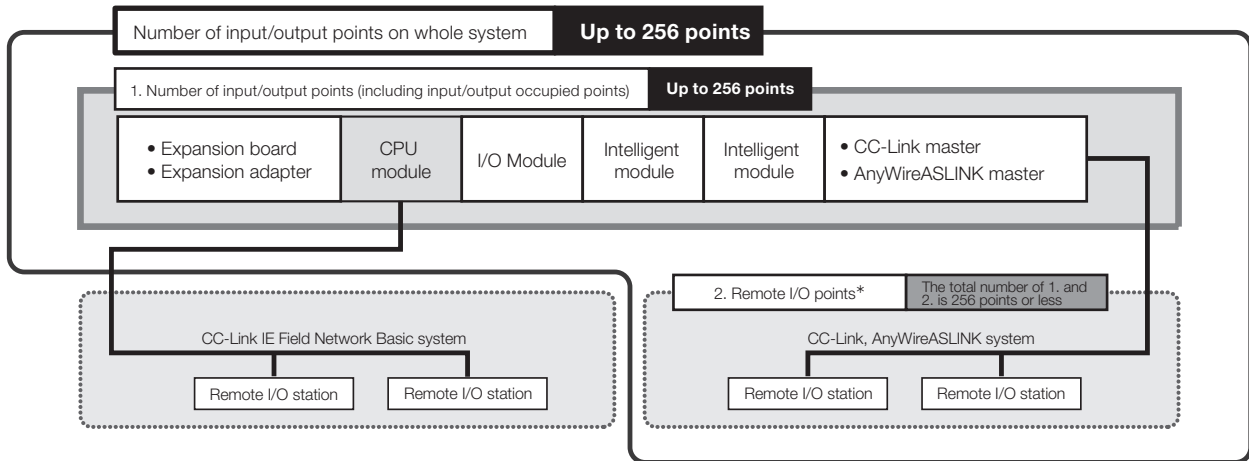 Number of input/output points on whole system
Up to 256 points
1. Number of input/output points (including input/output occupied points)
Up to 256 points
• Expansion board
• Expansion adapter
CPU
module
I/O Module
Intelligent
module
Intelligent
module
• CC-Link master
• AnyWireASLINK master
2. Remote I/O points*
The total number of 1. and
2. is 256 points or less
CC-Link IE Field Network Basic system
Remote I/O station
Remote I/O station
CC-Link, AnyWireASLINK system
Remote I/O station
Remote I/O station